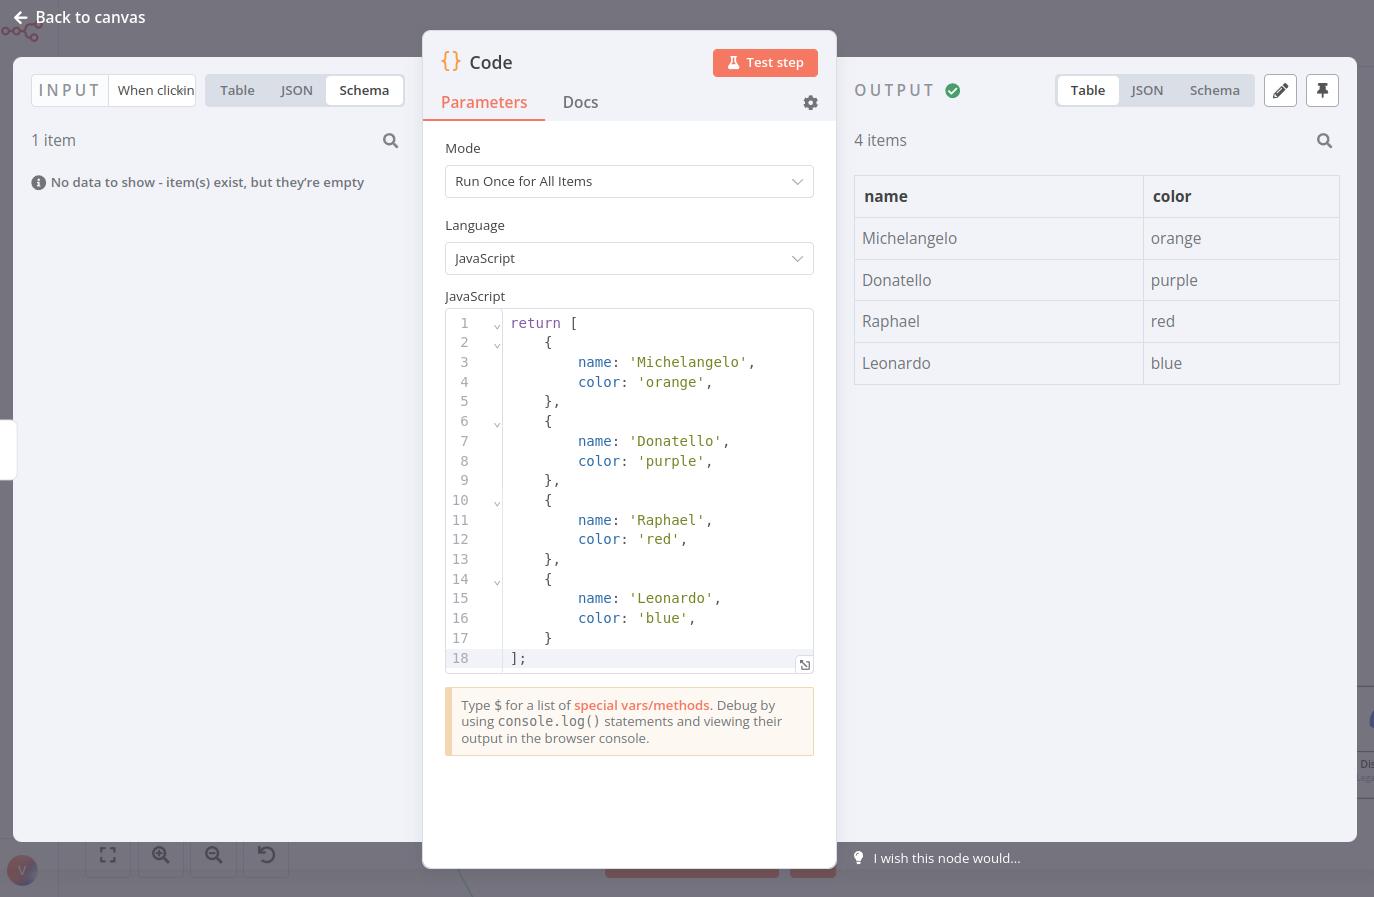 Back to canvas
INPUT
When clickin
Table
JSON
Schema
1 item
No data to show - item(s) exist, but they’re empty
Code
Test step
Parameters
Docs
Mode
Run Once for All Items
Language
JavaScript
JavaScript
1 return [
2 {
3 name: 'Michelangelo',
4 color: 'orange',
5 },
6 {
7 name: 'Donatello',
8 color: 'purple',
9 },
10 {
11 name: 'Raphael',
12 color: 'red',
13 },
14 {
15 name: 'Leonardo',
16 color: 'blue',
17 }
18 ];
Type $ for a list of special vars/methods. Debug by
using console.log() statements and viewing their
output in the browser console.
OUTPUT
Table
JSON
Schema
4 items
name color
Michelangelo orange
Donatello purple
Raphael red
Leonardo blue
I wish this node would...
V
Dis